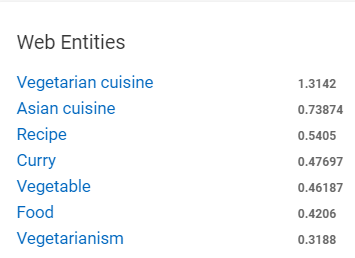 Web Entities
Vegetarian cuisine 1.3142
Asian cuisine 0.73874
Recipe 0.5405
Curry 0.47697
Vegetable 0.46187
Food 0.4206
Vegetarianism 0.3188